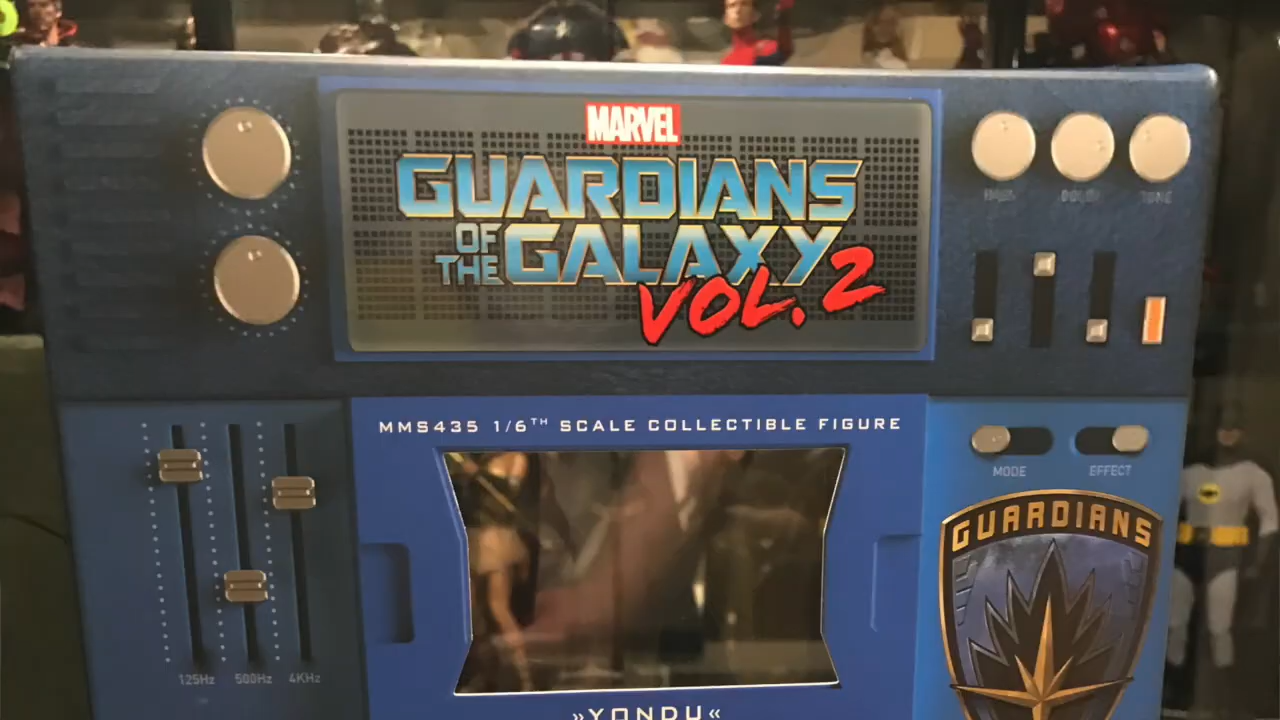 MARVEL
GUARDIANS
OF
THE GALAXY
VOL. 2
TONE
MMS435 1/6TH SCALE COLLECTIBLE FIGURE
MODE EFFECT
GUARDIANS
125Hz 500Hz 4KHz
»YONDU«